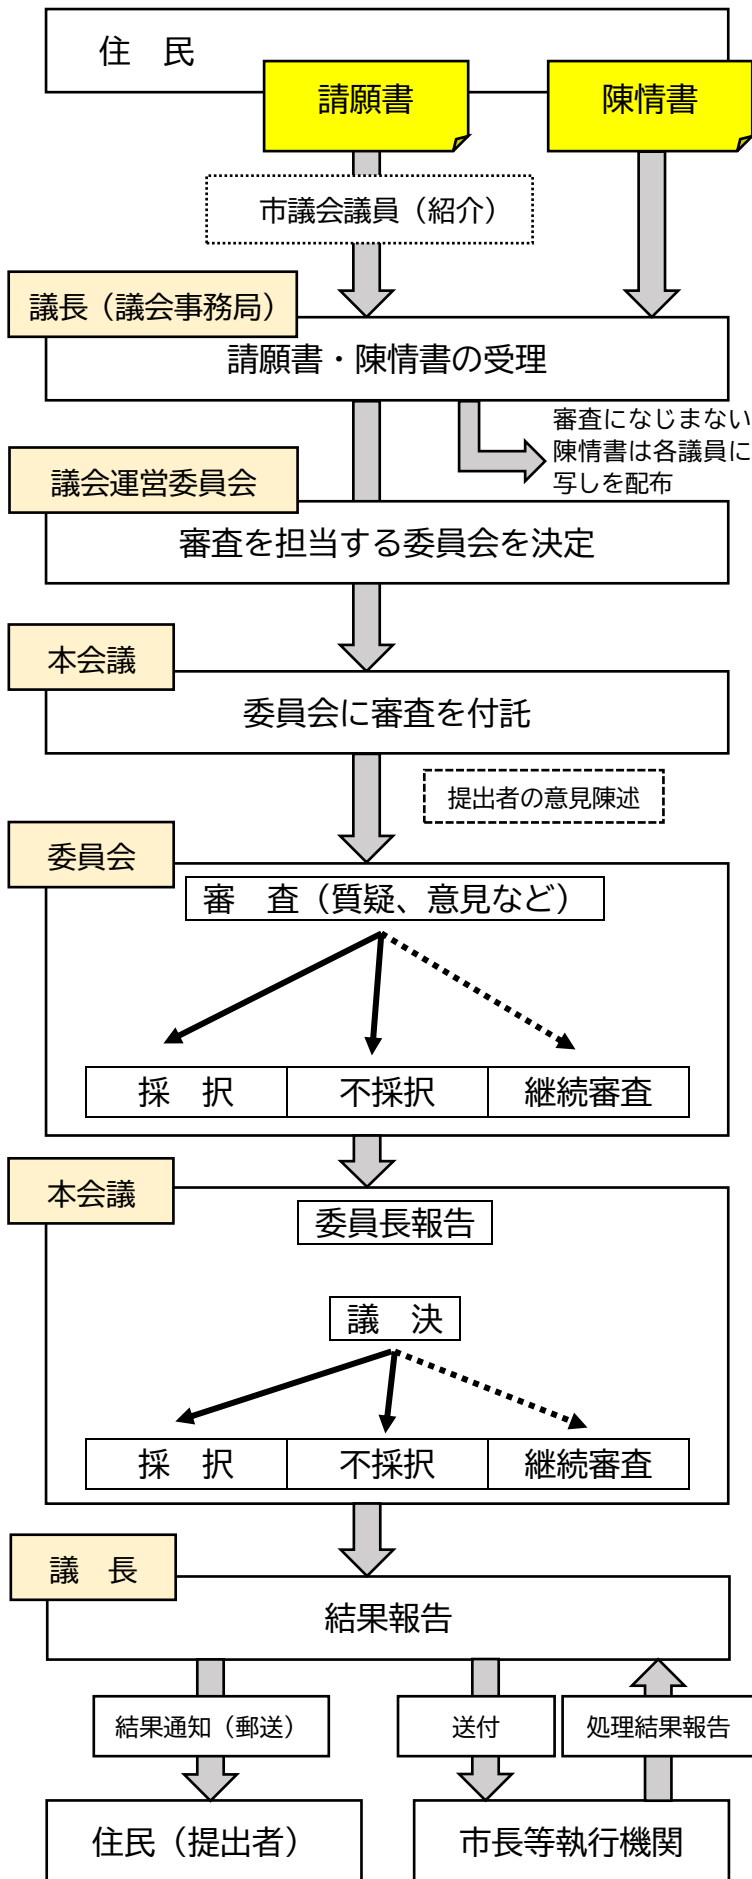 住　民
請願書
陳情書
市議会議員（紹介）
議長（議会事務局）
請願書・陳情書の受理
審査になじまない
陳情書は各議員に
写しを配布
議会運営委員会
審査を担当する委員会を決定
本会議
委員会に審査を付託
提出者の意見陳述
委員会
審　査（質疑、意見など）
採　択
不採択
継続審査
本会議
委員長報告
議　決
採　択
不採択
継続審査
議　長
結果報告
結果通知（郵送）
送付
処理結果報告
住民（提出者）
市長等執行機関